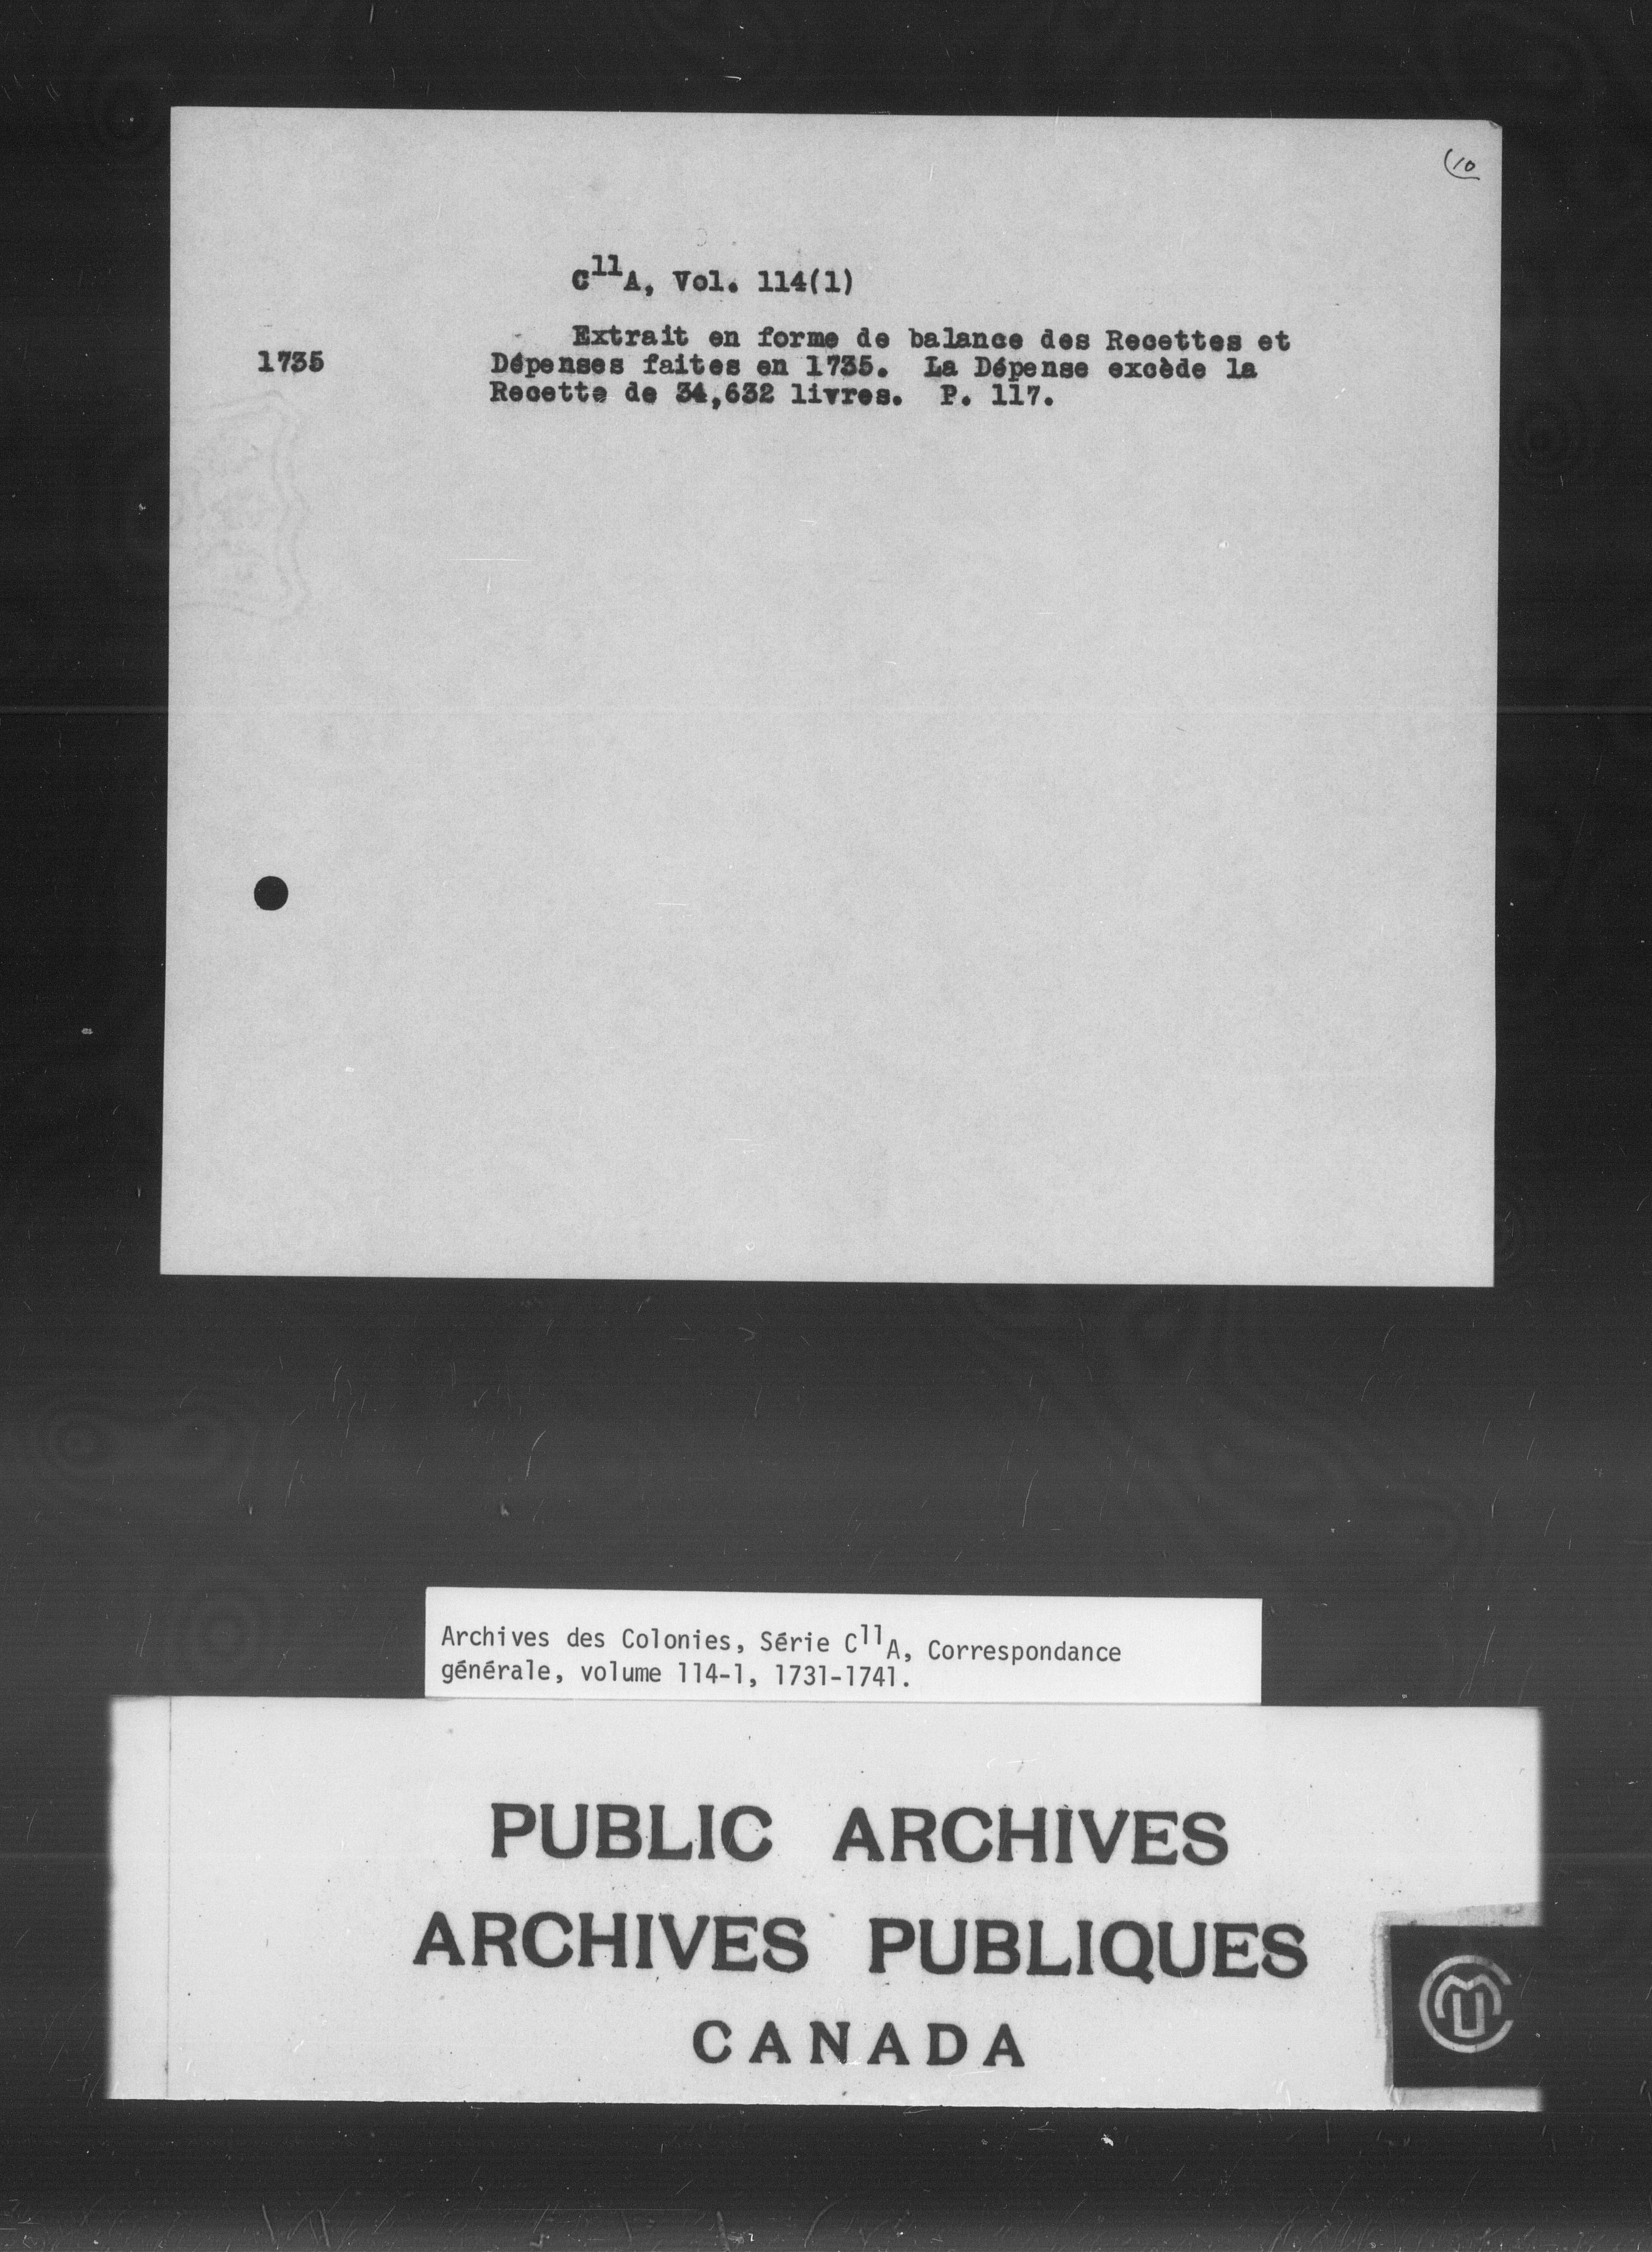 (10
C11A, Vol. 114(1)
Extrait en forme de balance des Recettes et
1735 Dépenses faites en 1735. La Dépense excède la
Recette de 34,632 livres. P. 117.
Archives des Colonies, Série C11A, Correspondance
générale, volume 114-1, 1731-1741.
PUBLIC ARCHIVES
ARCHIVES PUBLIQUES
CANADA